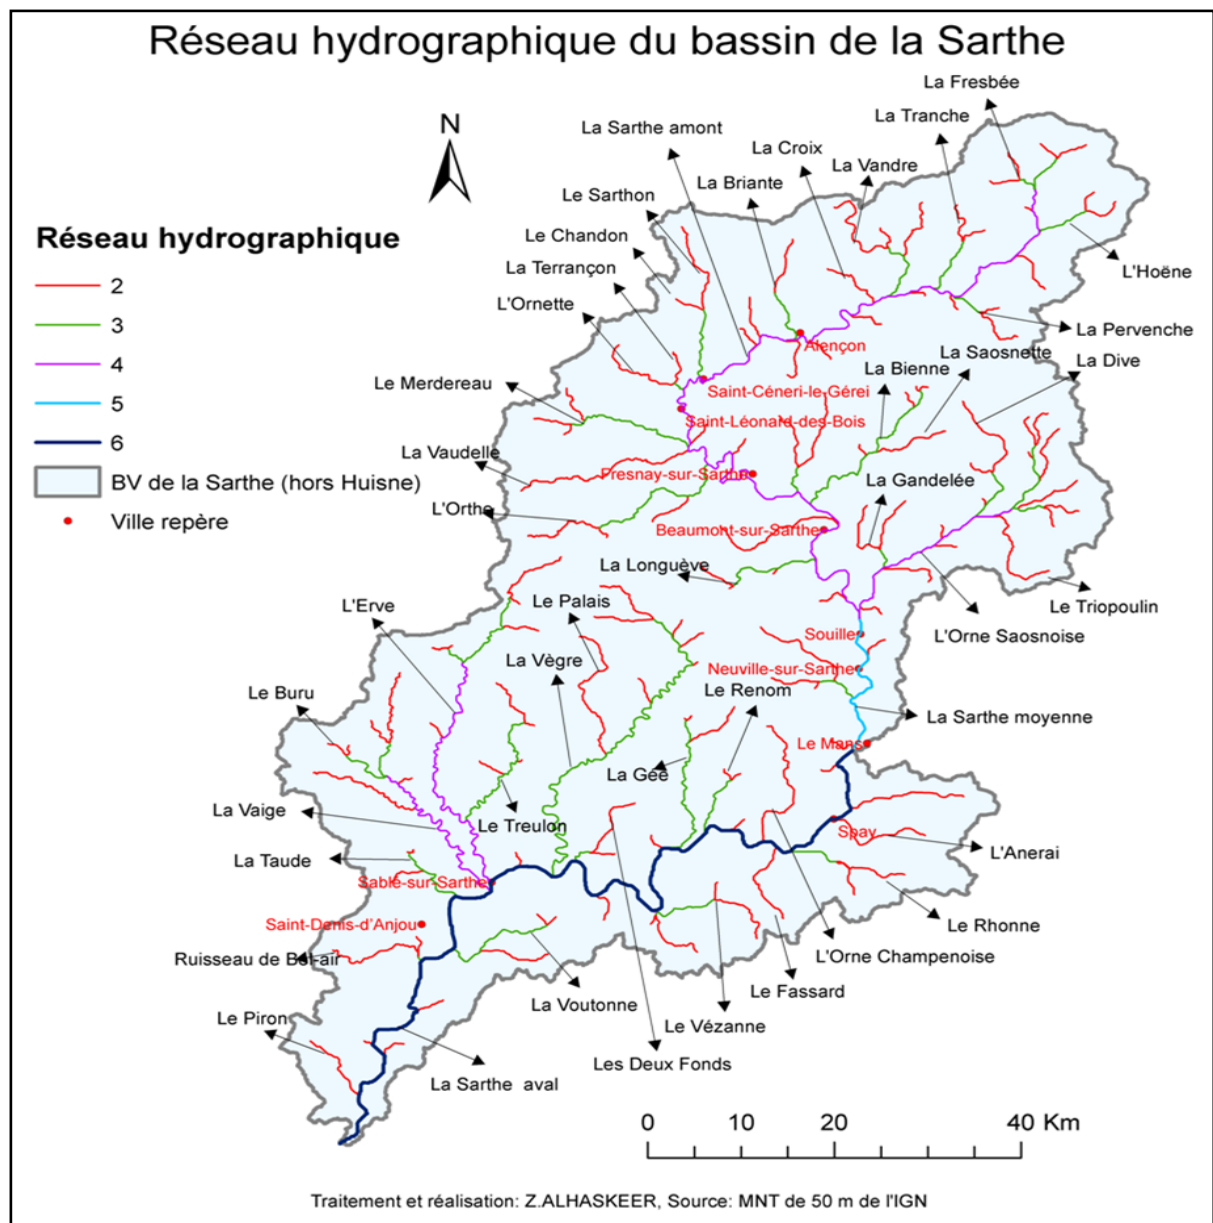 Réseau hydrographique du bassin de la Sarthe
La Fresbée
La Tranche
La Sarthe amont
La Croix
La Vandre
N
La Briante
Le Sarthon
Réseau hydrographique
Le Chandon
La Terrançon
L'Hoëne
2
L'Ornette
3
La Pervenche
Alençon
La Saosnette
La Dive
4
La Bienne
Le Merdereau
Saint-Céneri-le-Gérei
5
Saint-Léonard-des-Bois
6
La Vaudelle
Fresnay-sur-Sarthe
BV de la Sarthe (hors Huisne)
La Gandelée
L'Orthe
Ville repère
Beaumont-sur-Sarthe
La Longuève
L'Erve
Le Palais
Le Triopoulin
Souille
L'Orne Saosnoise
La Vègre
Neuville-sur-Sarthe
Le Buru
Le Renom
La Sarthe moyenne
Le Mans
La Gée
La Vaige
Le Treulon
Spay
La Taude
L'Anerai
Sablé-sur-Sarthe
Saint-Denis-d'Anjou
Le Rhonne
Ruisseau de Bel-air
L'Orne Champenoise
Le Fassard
La Voutonne
Le Piron
Le Vézanne
Les Deux Fonds
La Sarthe aval
0 10 20 40 Km
Traitement et réalisation: Z.ALHASKEER, Source: MNT de 50 m de l'IGN